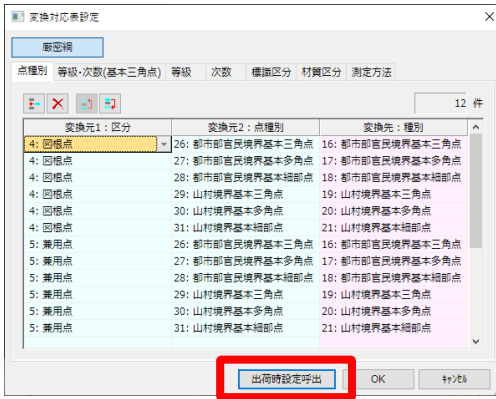 変換対応表設定
厳密網
点種別 等級・次数(基本三角点) 等級 次数 標識区分 材質区分 測定方法
12 件
変換元1：区分 変換元2：点種別 変換先：種別
4: 図根点 26: 都市部官民境界基本三角点 16: 都市部官民境界基本三角点
4: 図根点 27: 都市部官民境界基本多角点 17: 都市部官民境界基本多角点
4: 図根点 28: 都市部官民境界基本細部点 18: 都市部官民境界基本細部点
4: 図根点 29: 山村境界基本三角点 19: 山村境界基本三角点
4: 図根点 30: 山村境界基本多角点 20: 山村境界基本多角点
4: 図根点 31: 山村境界基本細部点 21: 山村境界基本細部点
5: 兼用点 26: 都市部官民境界基本三角点 16: 都市部官民境界基本三角点
5: 兼用点 27: 都市部官民境界基本多角点 17: 都市部官民境界基本多角点
5: 兼用点 28: 都市部官民境界基本細部点 18: 都市部官民境界基本細部点
5: 兼用点 29: 山村境界基本三角点 19: 山村境界基本三角点
5: 兼用点 30: 山村境界基本多角点 20: 山村境界基本多角点
5: 兼用点 31: 山村境界基本細部点 21: 山村境界基本細部点
出荷時設定呼出 OK ｷｬﾝｾﾙ